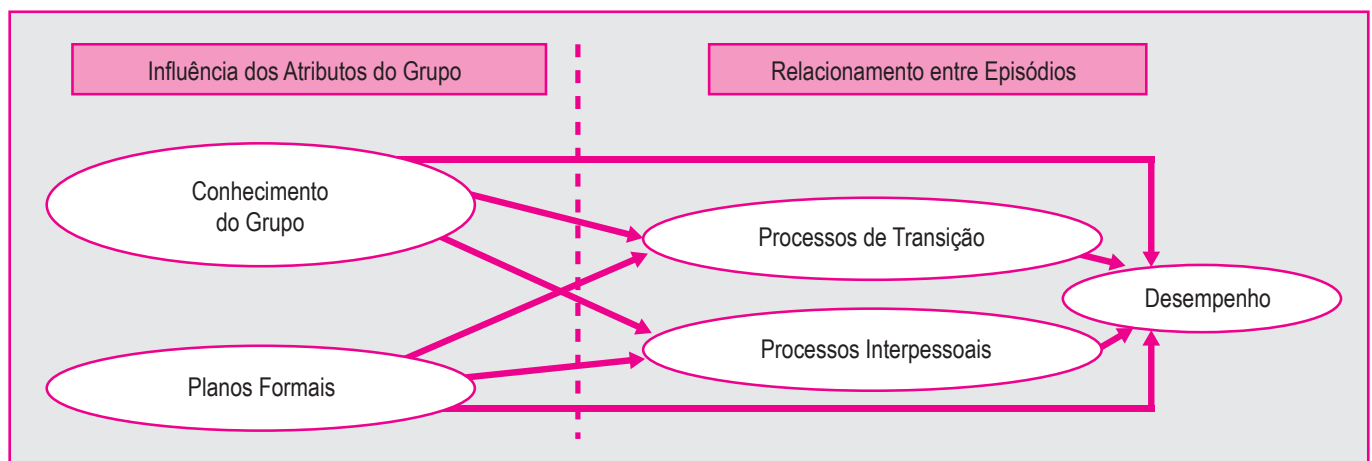 Influência dos Atributos do Grupo
Relacionamento entre Episódios
Conhecimento
do Grupo
Processos de Transição
Desempenho
Processos Interpessoais
Planos Formais